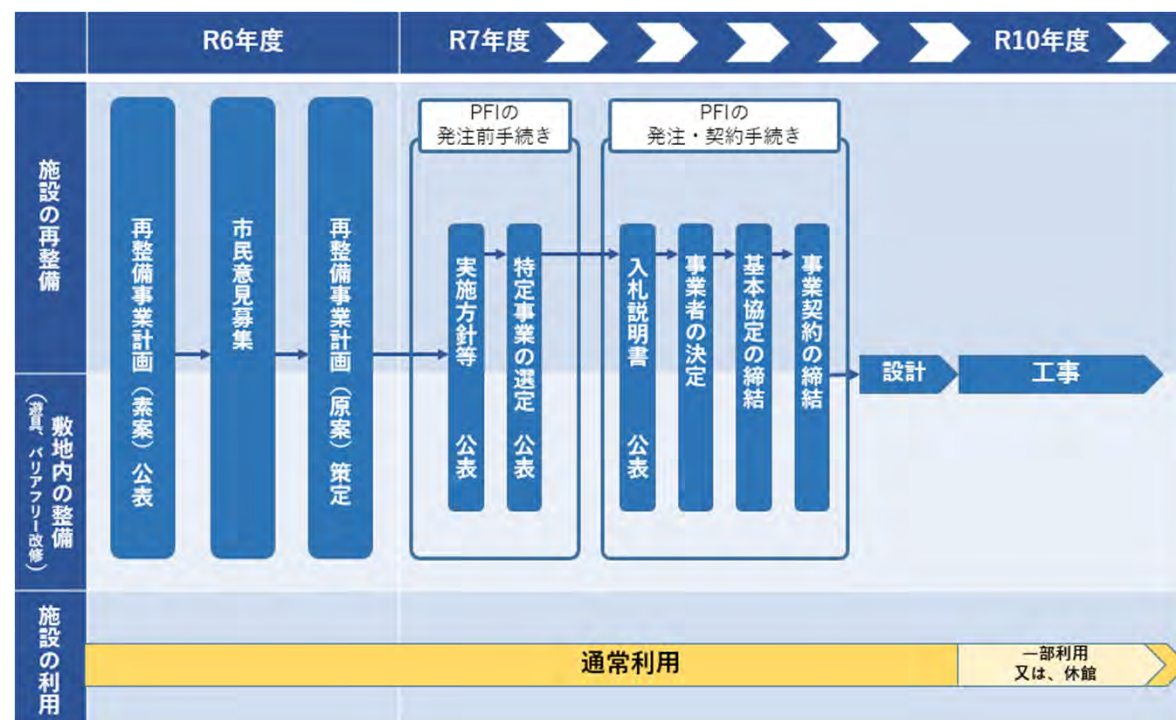 R6年度
R7年度
R10年度
施設の再整備
敷地内の整備
（遊具、バリアフリー改修）
施設の利用
再整備事業計画（素案）公表
市民意見募集
再整備事業計画（原案）策定
PFIの
発注前手続き
実施方針等 公表
特定事業の選定 公表
PFIの
発注・契約手続き
入札説明書 公表
事業者の決定
基本協定の締結
事業契約の締結
設計
工事
通常利用
一部利用
又は、休館